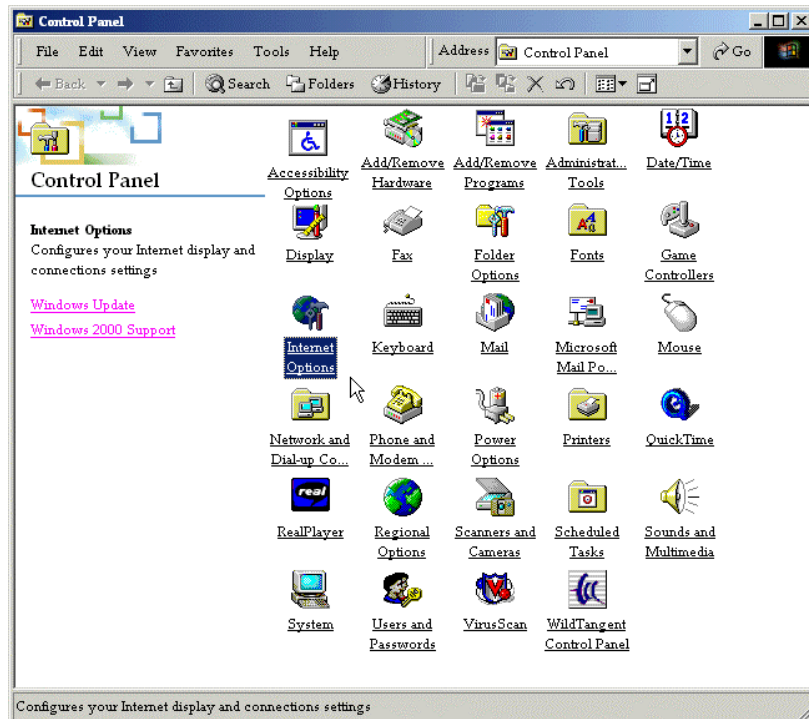 Control Panel
File Edit View Favorites Tools Help Address Control Panel Go
Back Search Folders History
Control Panel
Internet Options
Configures your Internet display and
connections settings
Windows Update
Windows 2000 Support
Accessibility
Options
Add/Remove
Hardware
Add/Remove
Programs
Administrat...
Tools
12
Date/Time
Display
Fax
Folder
Options
Fonts
Game
Controllers
Internet
Options
Keyboard
Mail
Microsoft
Mail Po...
Mouse
Network and
Dial-up Co...
Phone and
Modem ...
Power
Options
Printers
QuickTime
real
RealPlayer
Regional
Options
Scanners and
Cameras
Scheduled
Tasks
Sounds and
Multimedia
System
Users and
Passwords
VirusScan
WildTangent
Control Panel
Configures your Internet display and connections settings